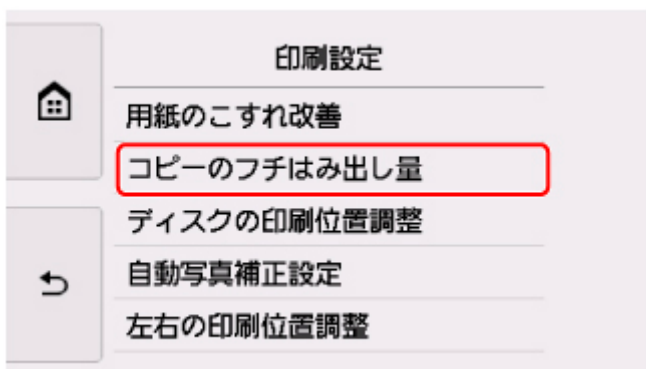 印刷設定
用紙のこすれ改善
コピーのフチはみ出し量
ディスクの印刷位置調整
自動写真補正設定
左右の印刷位置調整